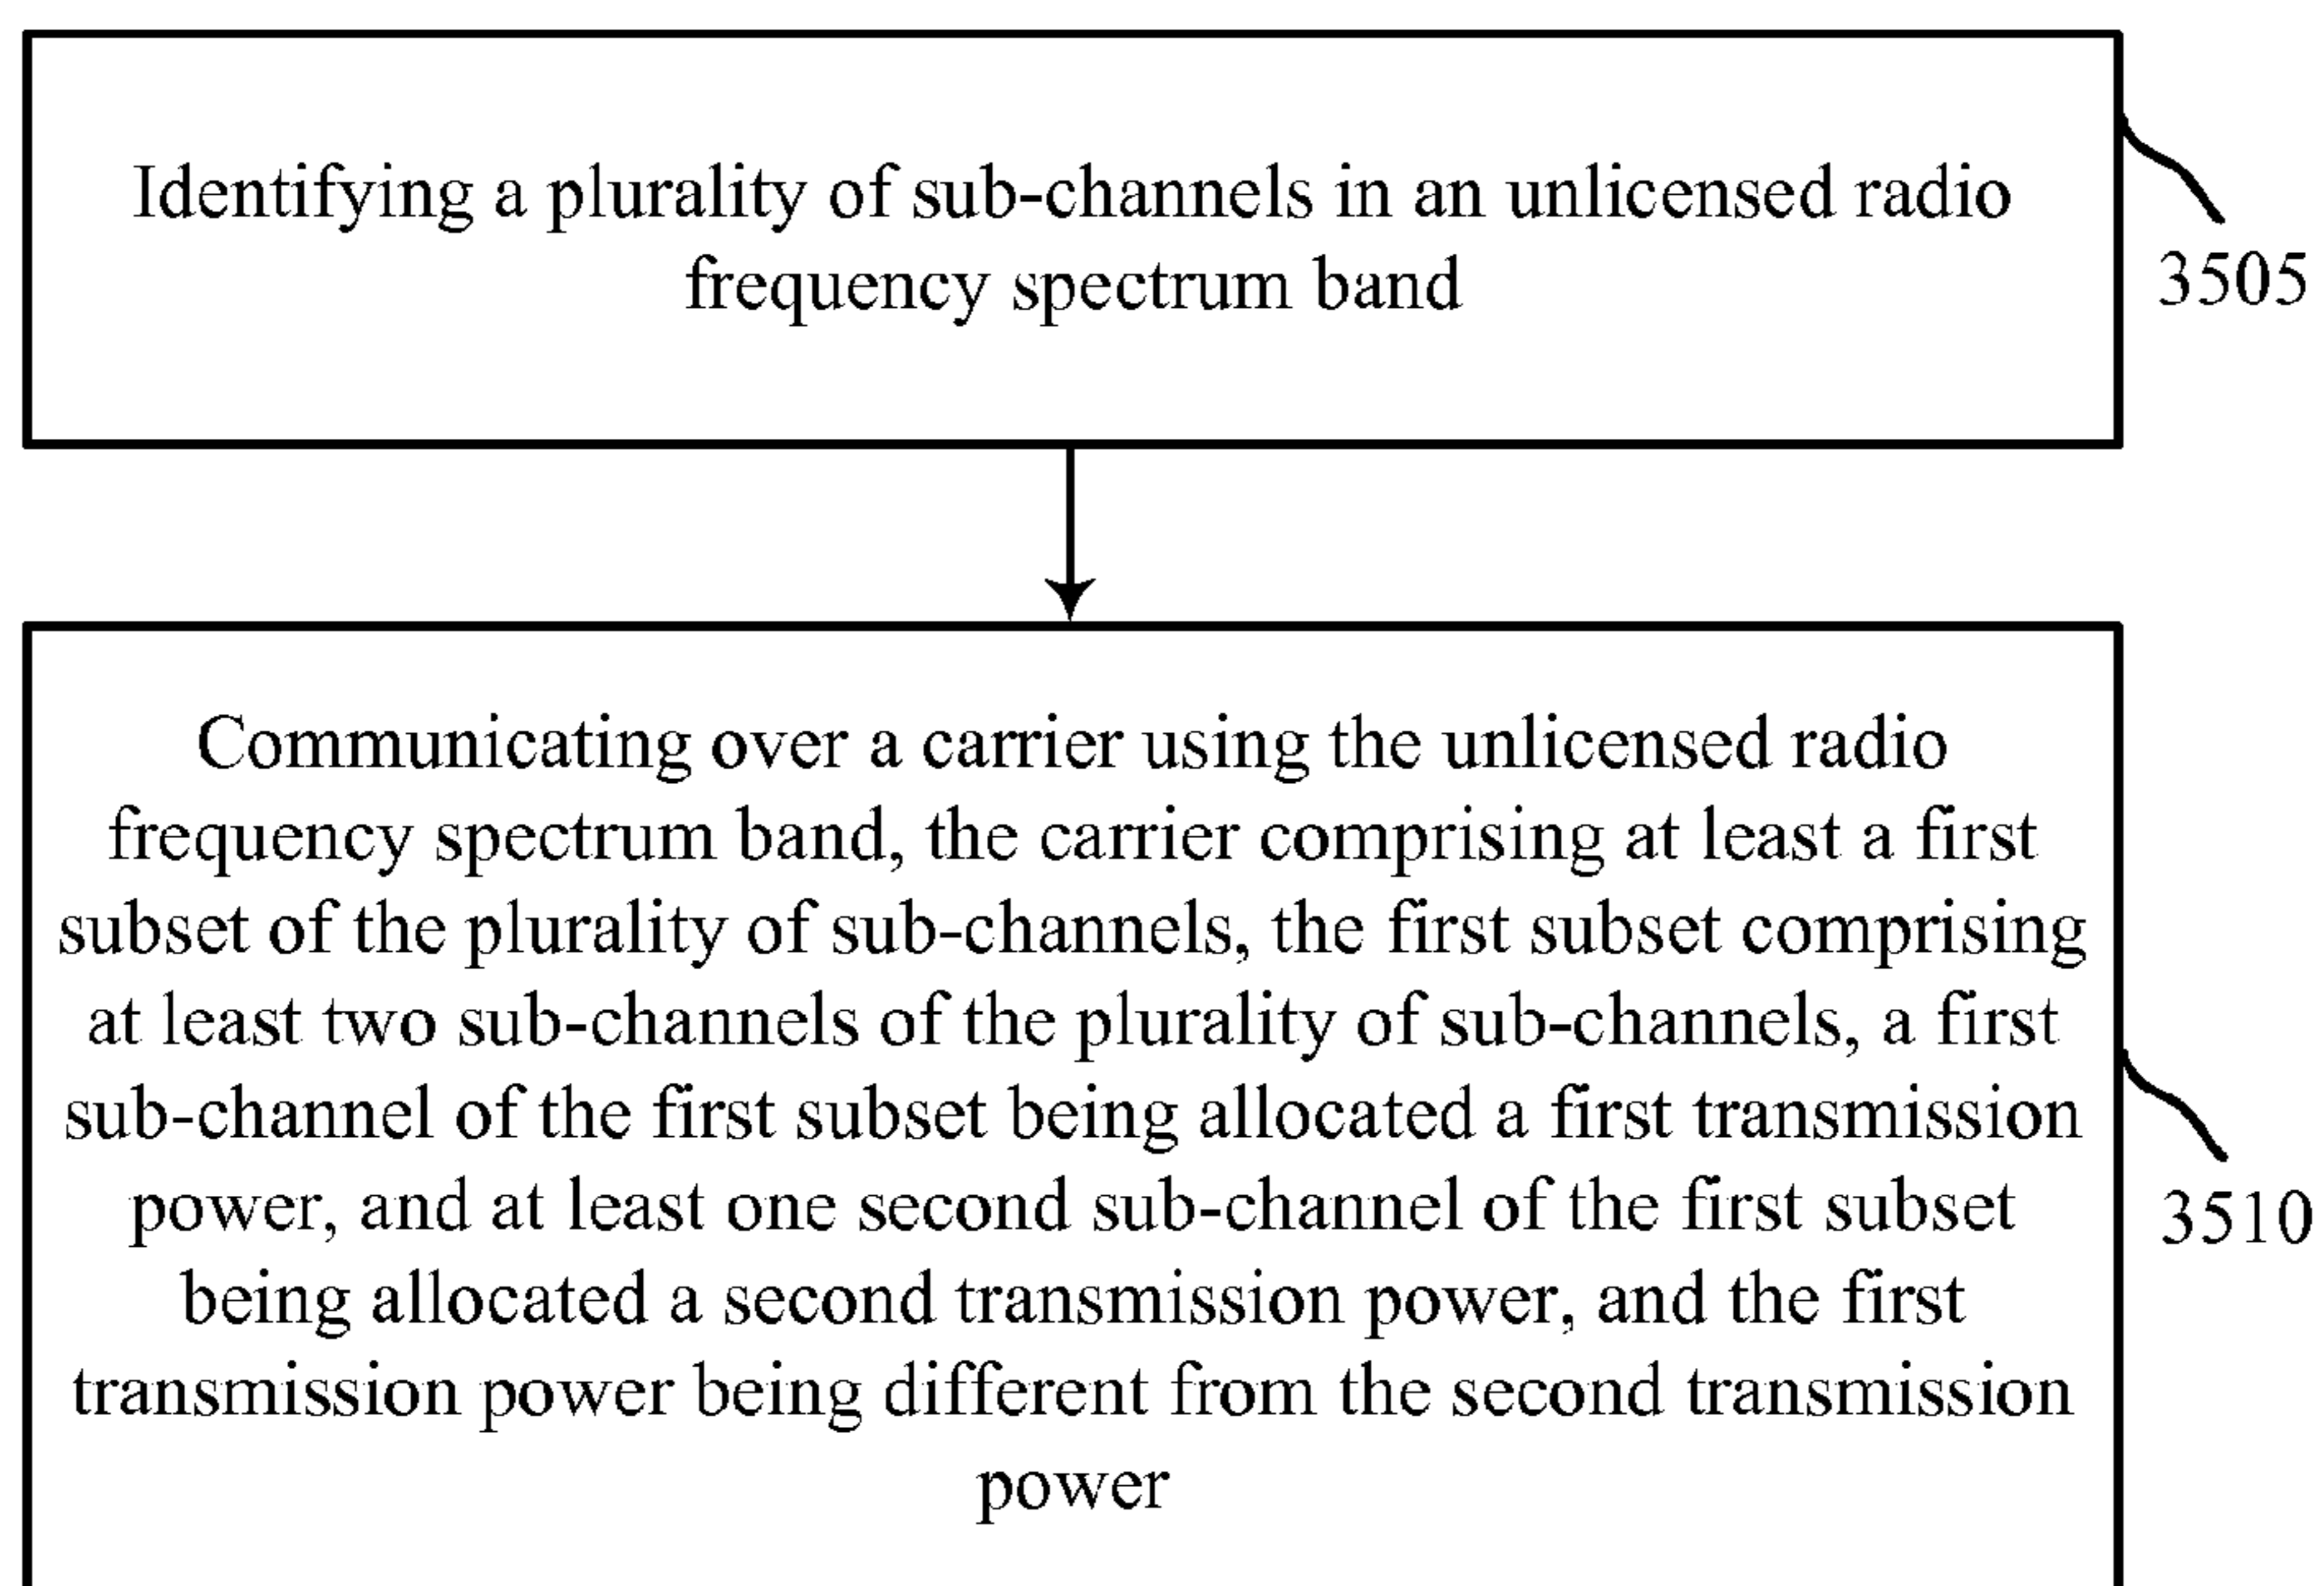 Identifying a plurality of sub-channels in an unlicensed radio
frequency spectrum band
3505
Communicating over a carrier using the unlicensed radio
frequency spectrum band, the carrier comprising at least a first
subset of the plurality of sub-channels, the first subset comprising
at least two sub-channels of the plurality of sub-channels, a first
sub-channel of the first subset being allocated a first transmission
power, and at least one second sub-channel of the first subset
being allocated a second transmission power, and the first
transmission power being different from the second transmission
power
3510